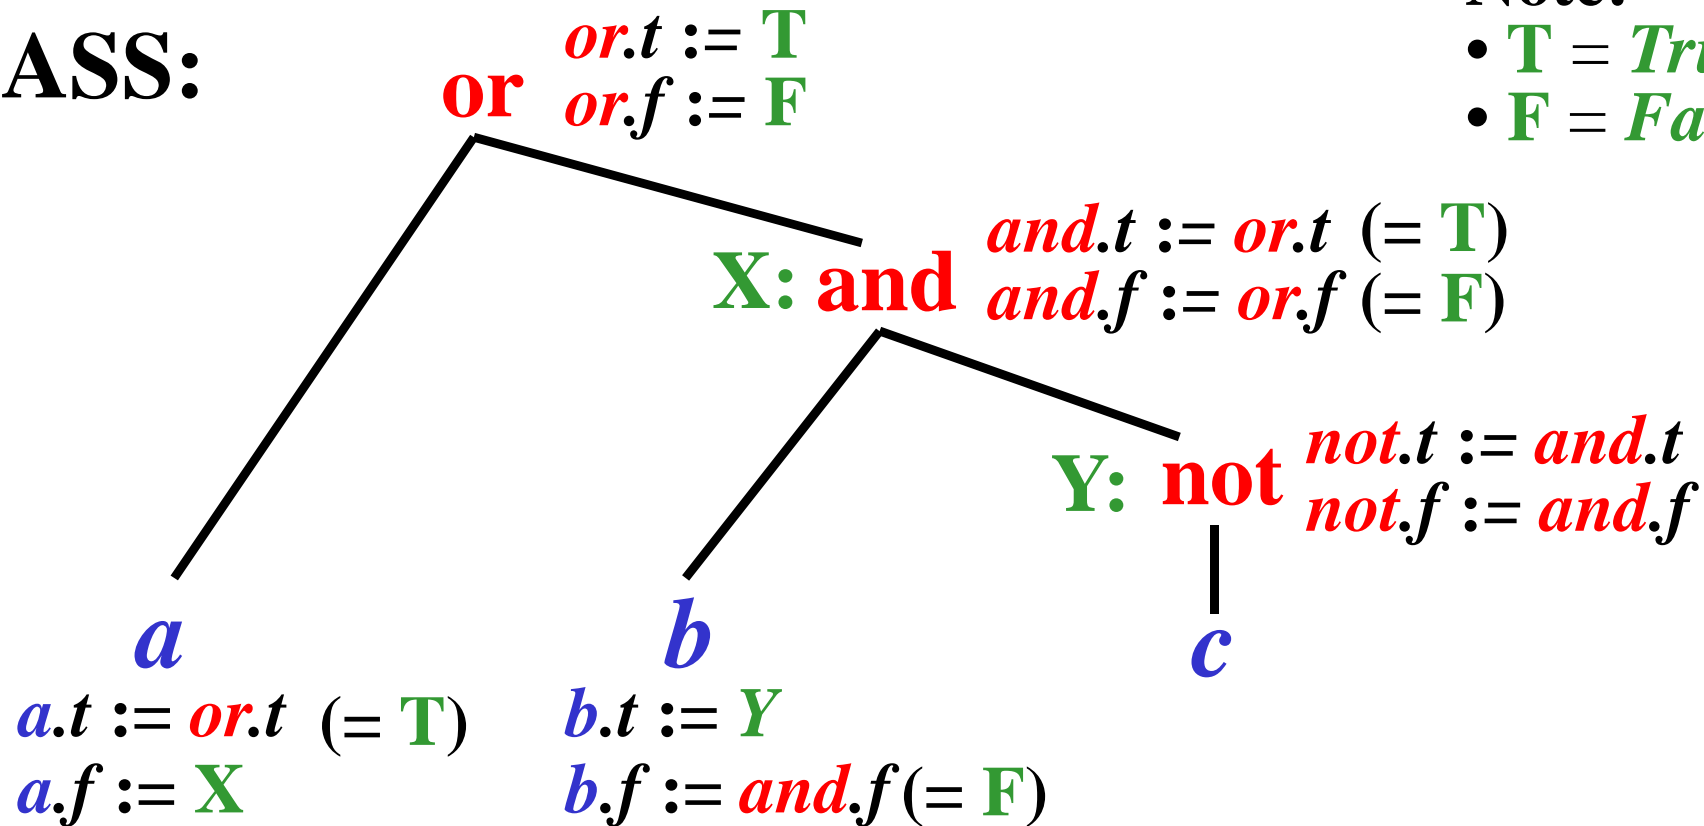 ASS:
or
or.t := T
or.f := F
• T =
• F =
X: and
and.t := or.t (= T)
and.f := or.f (= F)
Y: not
not.t := and.t
not.f := and.f
a
b
c
a.t := or.t (= T)
a.f := X
b.t := Y
b.f := and.f (= F)